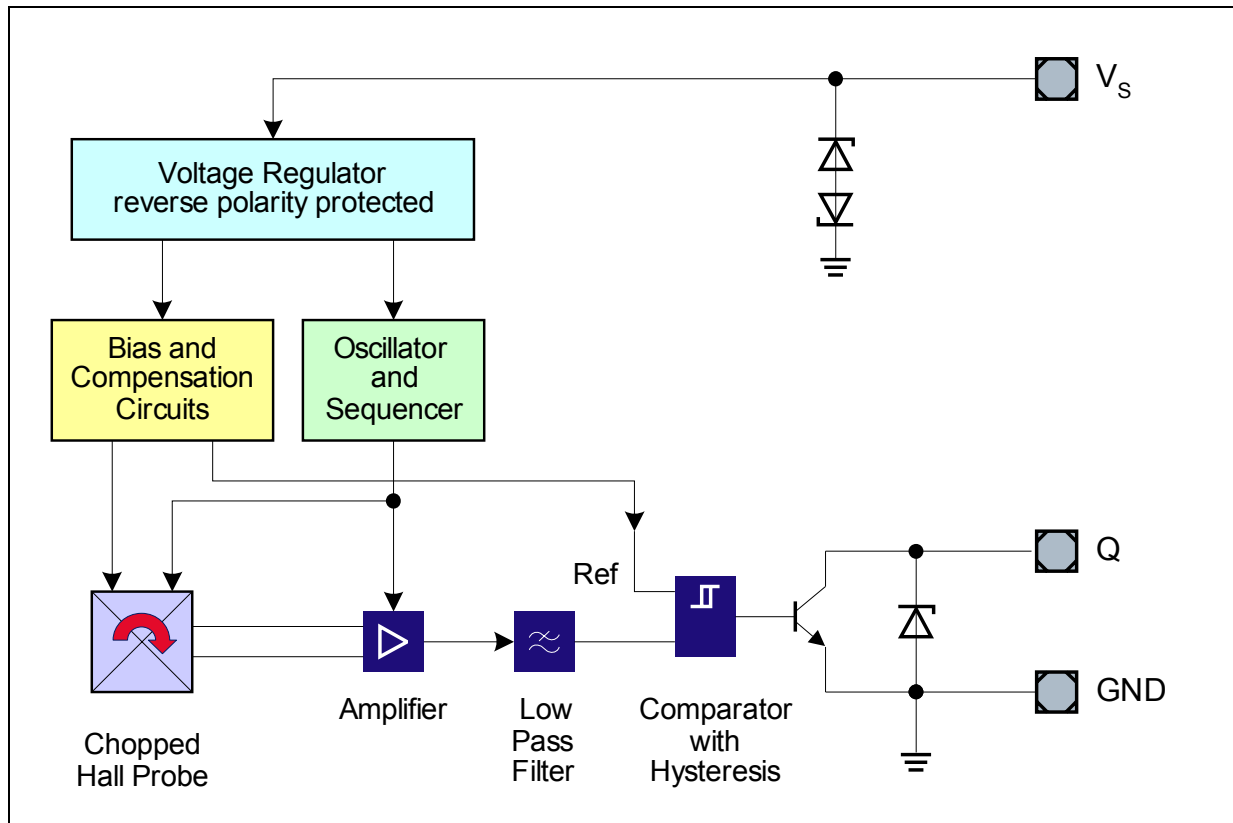 V_S
Voltage Regulator
reverse polarity protected
Bias and
Compensation
Circuits
Oscillator
and
Sequencer
Ref
Q
GND
Amplifier
Low
Pass
Filter
Comparator
with
Hysteresis
Chopped
Hall Probe